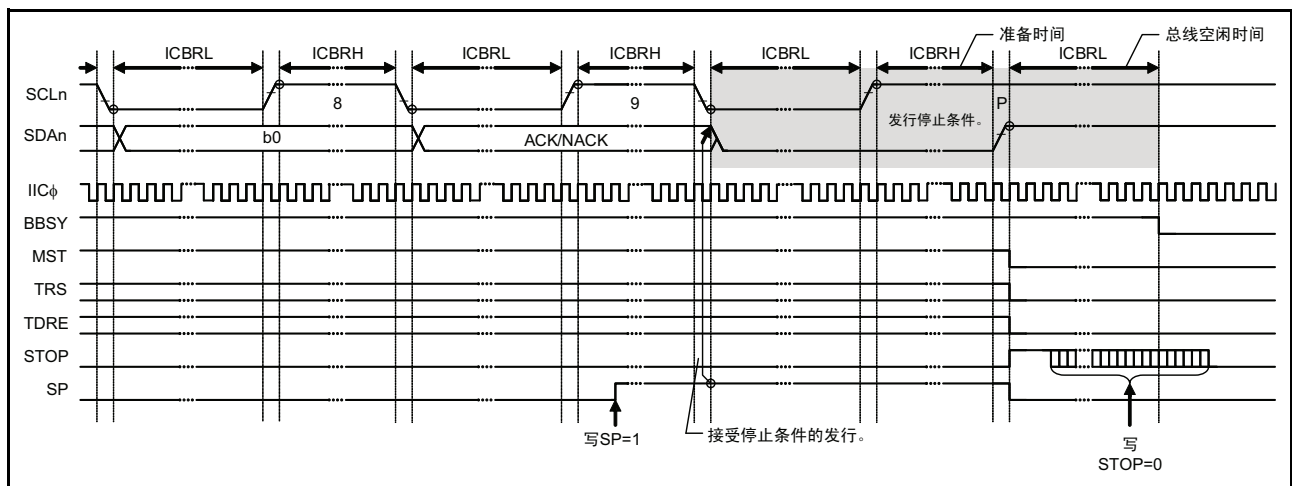 准备时间 总线空闲时间
ICBRL ICBRH ICBRL ICBRH ICBRL ICBRH ICBRL
SCLn 8 9 P
发行停止条件。
SDAn b0 ACK/NACK
IICφ
BBSY
MST
TRS
TDRE
STOP
SP
写SP=1 接受停止条件的发行。 写
STOP=0